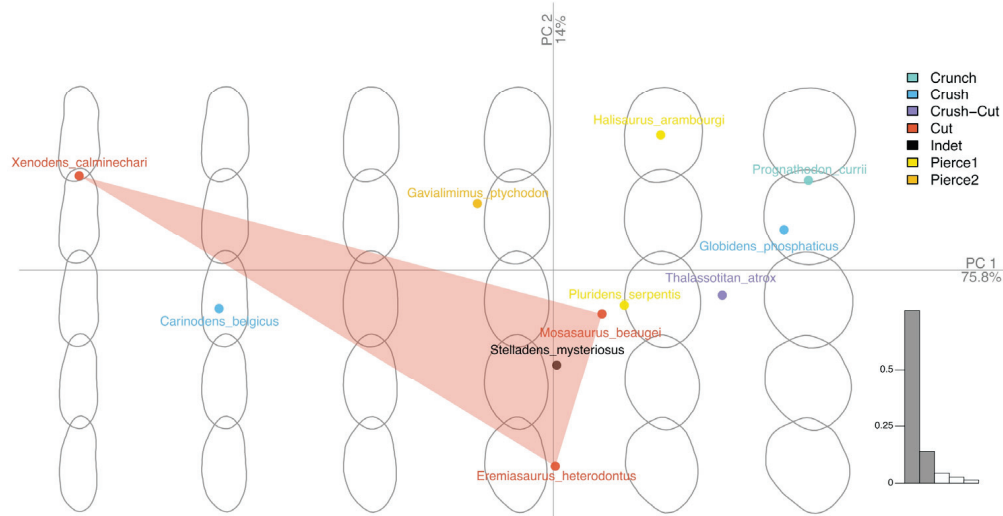 PC 2
14%
Crunch
Crush
Crush-Cut
Cut
Indet
Pierce1
Pierce2
Halisaurus_arambourgi
Xenodens_calminechari
Prognathodon_currii
Gavialimimus_ptychodon
Globidens_phosphaticus
PC 1
75.8%
Thalassotitan_atrox
Pluridens_serpentis
Carinodens_belgicus
Mosasaurus_beaugei
Stelladens_mysteriosus
Eremiasaurus_heterodontus
0.5
0.25
0